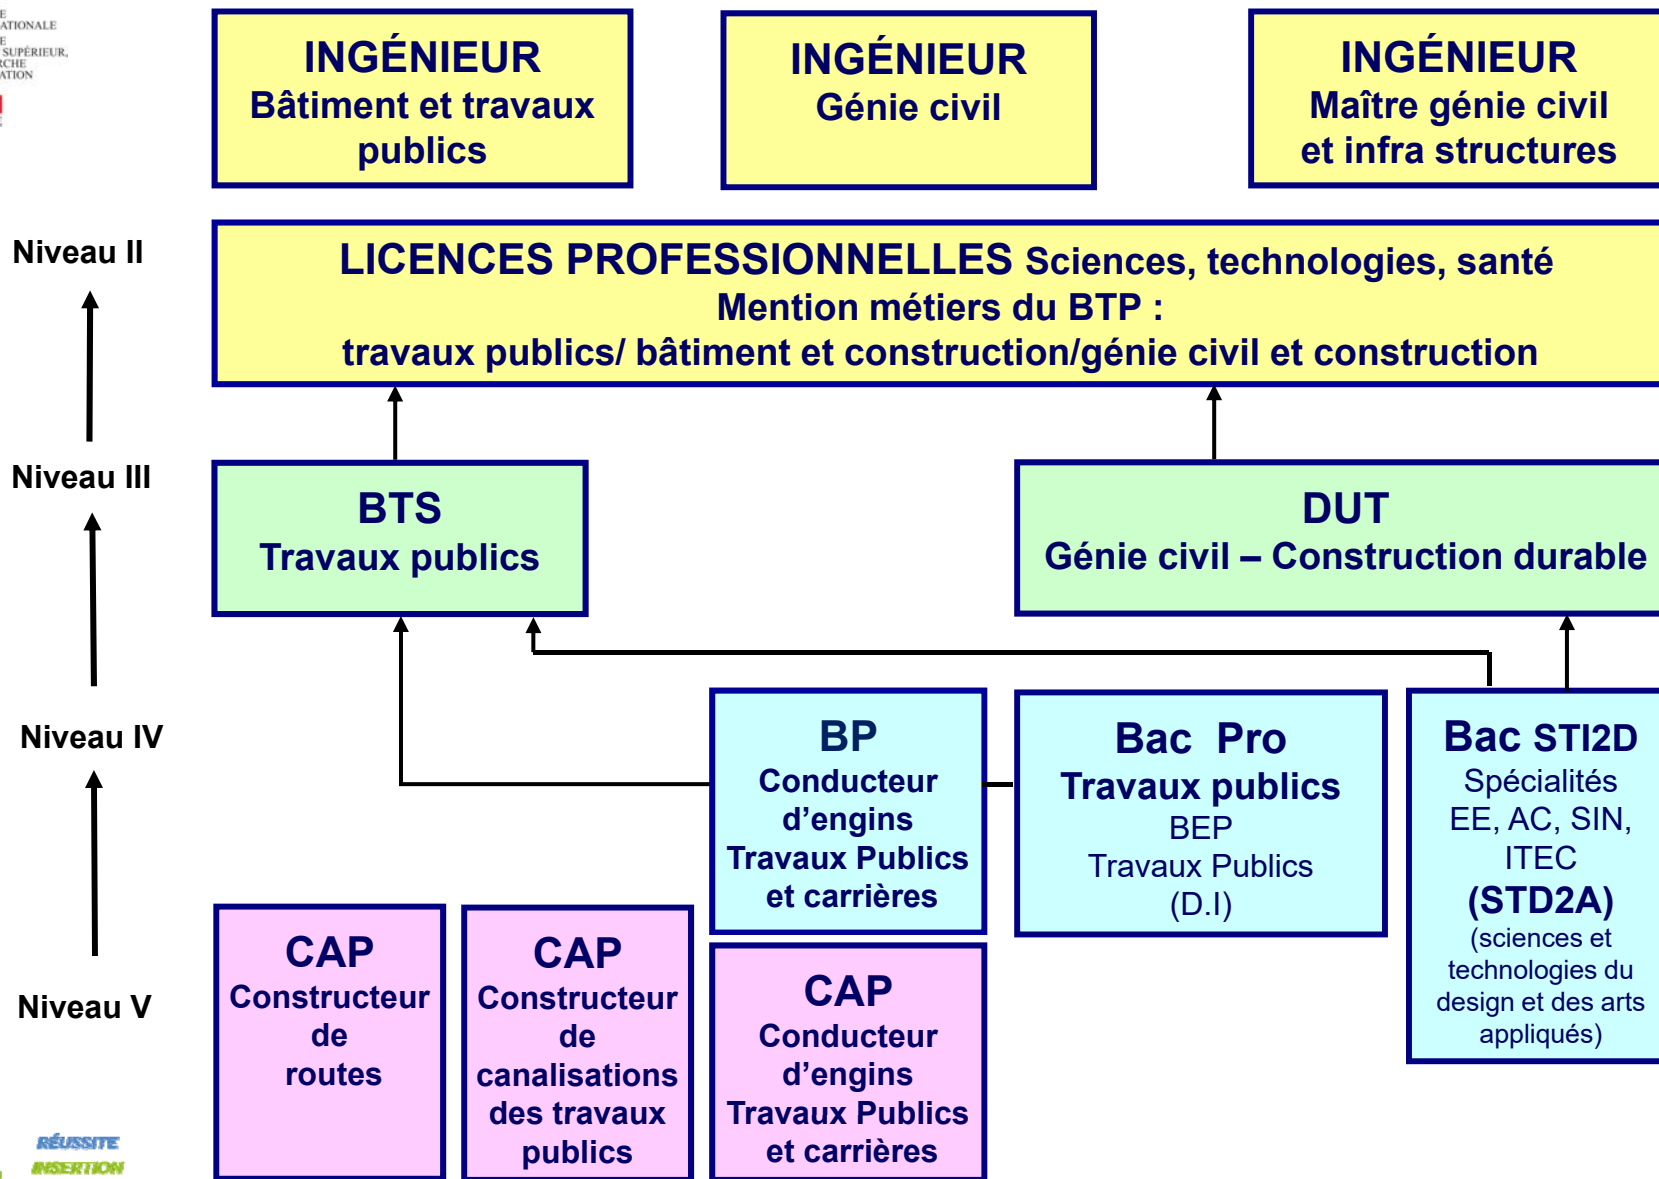 E
ATIONALE
E
SUPÉRIEUR,
RCHE
ATION
INGÉNIEUR
Bâtiment et travaux
publics
INGÉNIEUR
Génie civil
INGÉNIEUR
Maître génie civil
et infra structures
Niveau II
LICENCES PROFESSIONNELLES Sciences, technologies, santé
Mention métiers du BTP :
travaux publics/ bâtiment et construction/génie civil et construction
Niveau III
BTS
Travaux publics
DUT
Génie civil – Construction durable
Niveau IV
BP
Conducteur
d'engins
Travaux Publics
et carrières
Bac Pro
Travaux publics
BEP
Travaux Publics
(D.I)
Bac STI2D
Spécialités
EE, AC, SIN,
ITEC
(STD2A)
(sciences et
technologies du
design et des arts
appliqués)
Niveau V
CAP
Constructeur
de
routes
CAP
Constructeur
de
canalisations
des travaux
publics
CAP
Conducteur
d'engins
Travaux Publics
et carrières
RÉUSSITE
INSERTION